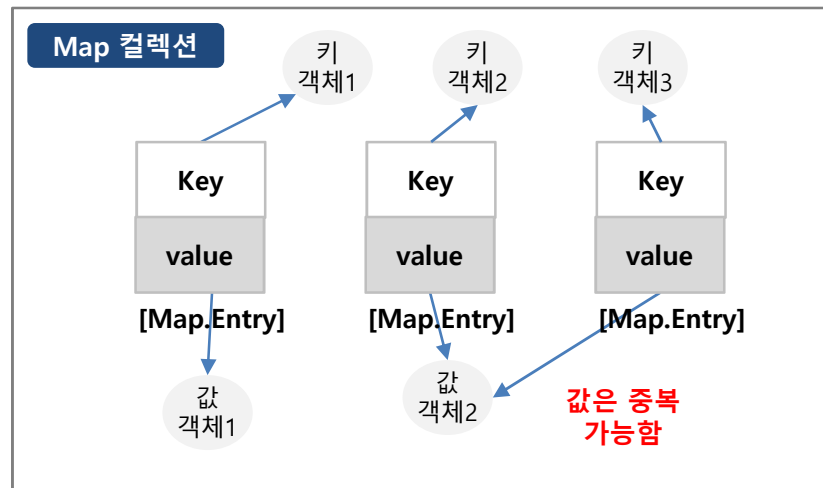 Map 컬렉션
키
객체1
키
객체2
키
객체3
Key
Key
Key
value
value
value
[Map.Entry]
[Map.Entry]
[Map.Entry]
값
객체1
값
객체2
값은 중복
가능함